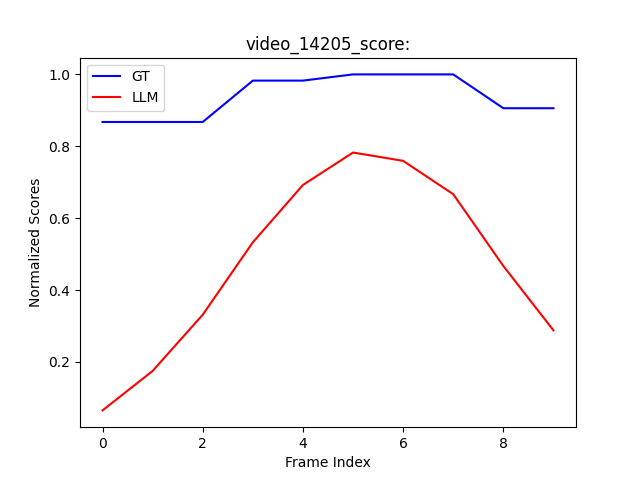 video_14205_score:
GT
LLM
1.0
0.8
0.6
0.4
0.2
Normalized Scores
0 2 4 6 8
Frame Index